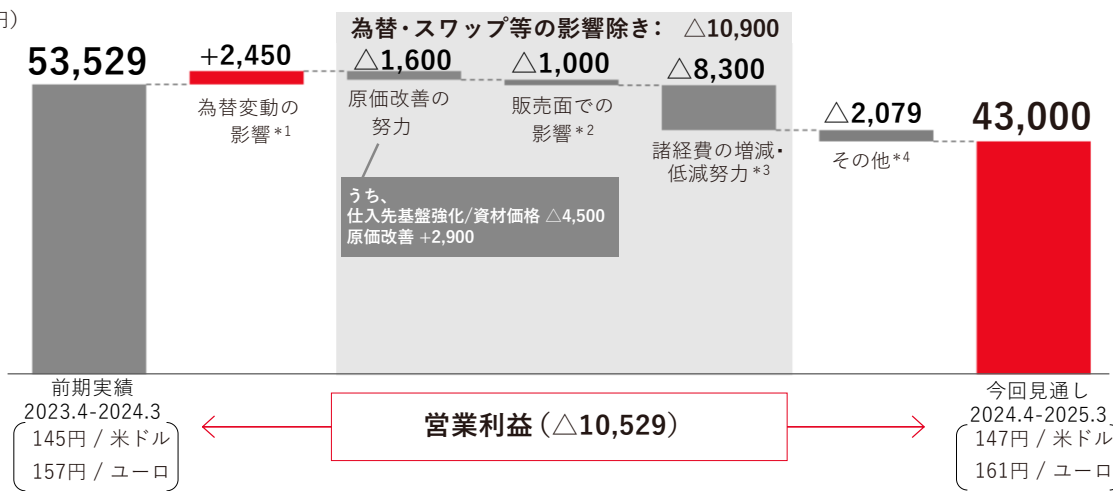 円）
為替・スワップ等の影響除き： △10,900
53,529
+2,450
△1,600
△1,000
△8,300
△2,079
43,000
為替変動の
影響*1
原価改善の
努力
販売面での
影響*2
諸経費の増減・
低減努力*3
その他*4
うち、
仕入先基盤強化/資材価格 △4,500
原価改善 +2,900
前期実績
2023.4-2024.3
145円 / 米ドル
157円 / ユーロ
営業利益（△10,529）
今回見通し
2024.4-2025.3
147円 / 米ドル
161円 / ユーロ